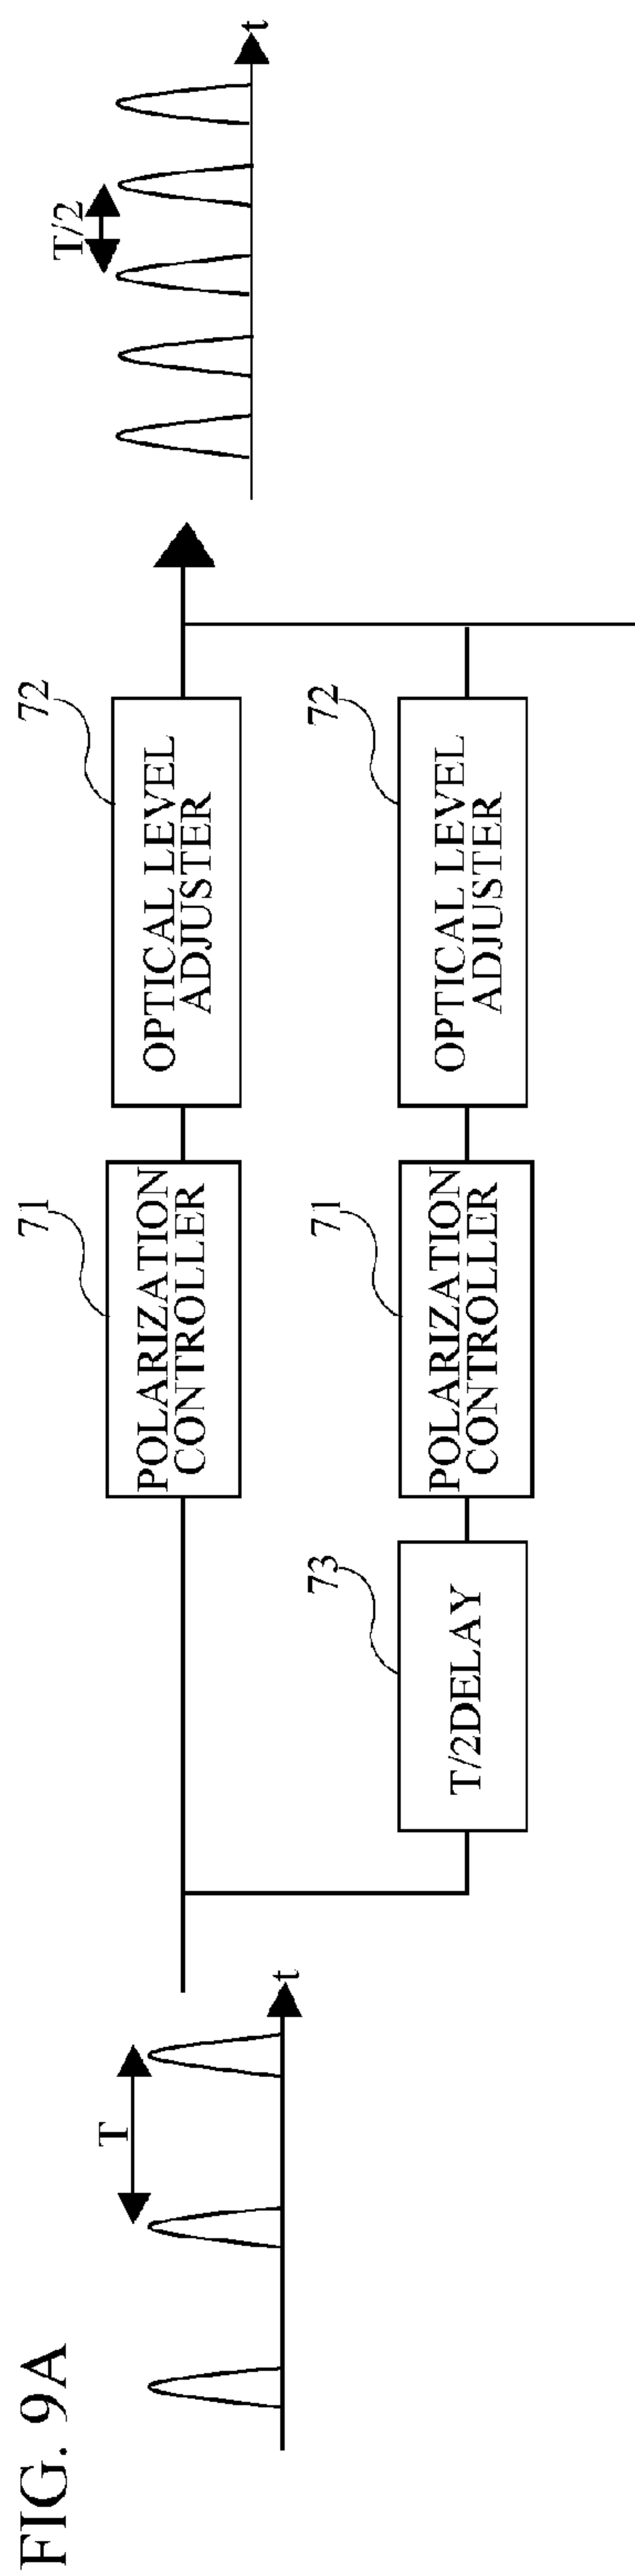 FIG. 9A
T
t
71
POLARIZATION
CONTROLLER
72
OPTICAL LEVEL
ADJUSTER
T/2
t
73
T/2DELAY
71
POLARIZATION
CONTROLLER
72
OPTICAL LEVEL
ADJUSTER